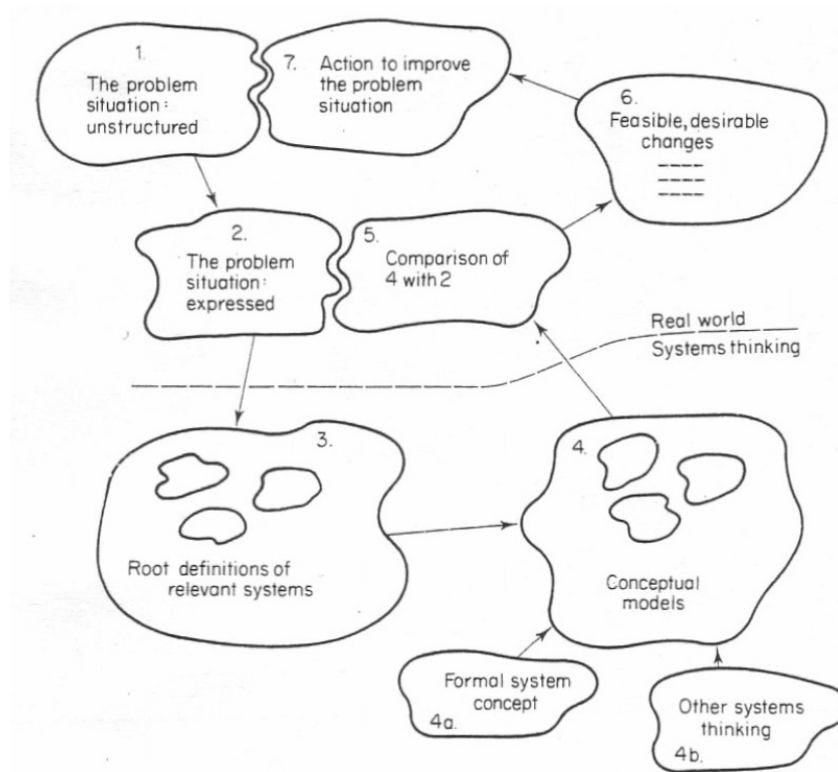 1.
The problem
situation:
unstructured
7. Action to improve
the problem
situation
6.
Feasible, desirable
changes
2.
The problem
situation:
expressed
5.
Comparison of
4 with 2
Real world
Systems thinking
3.
Root definitions of
relevant systems
4.
Conceptual
models
Formal system
concept
4a.
Other systems
thinking
4b.